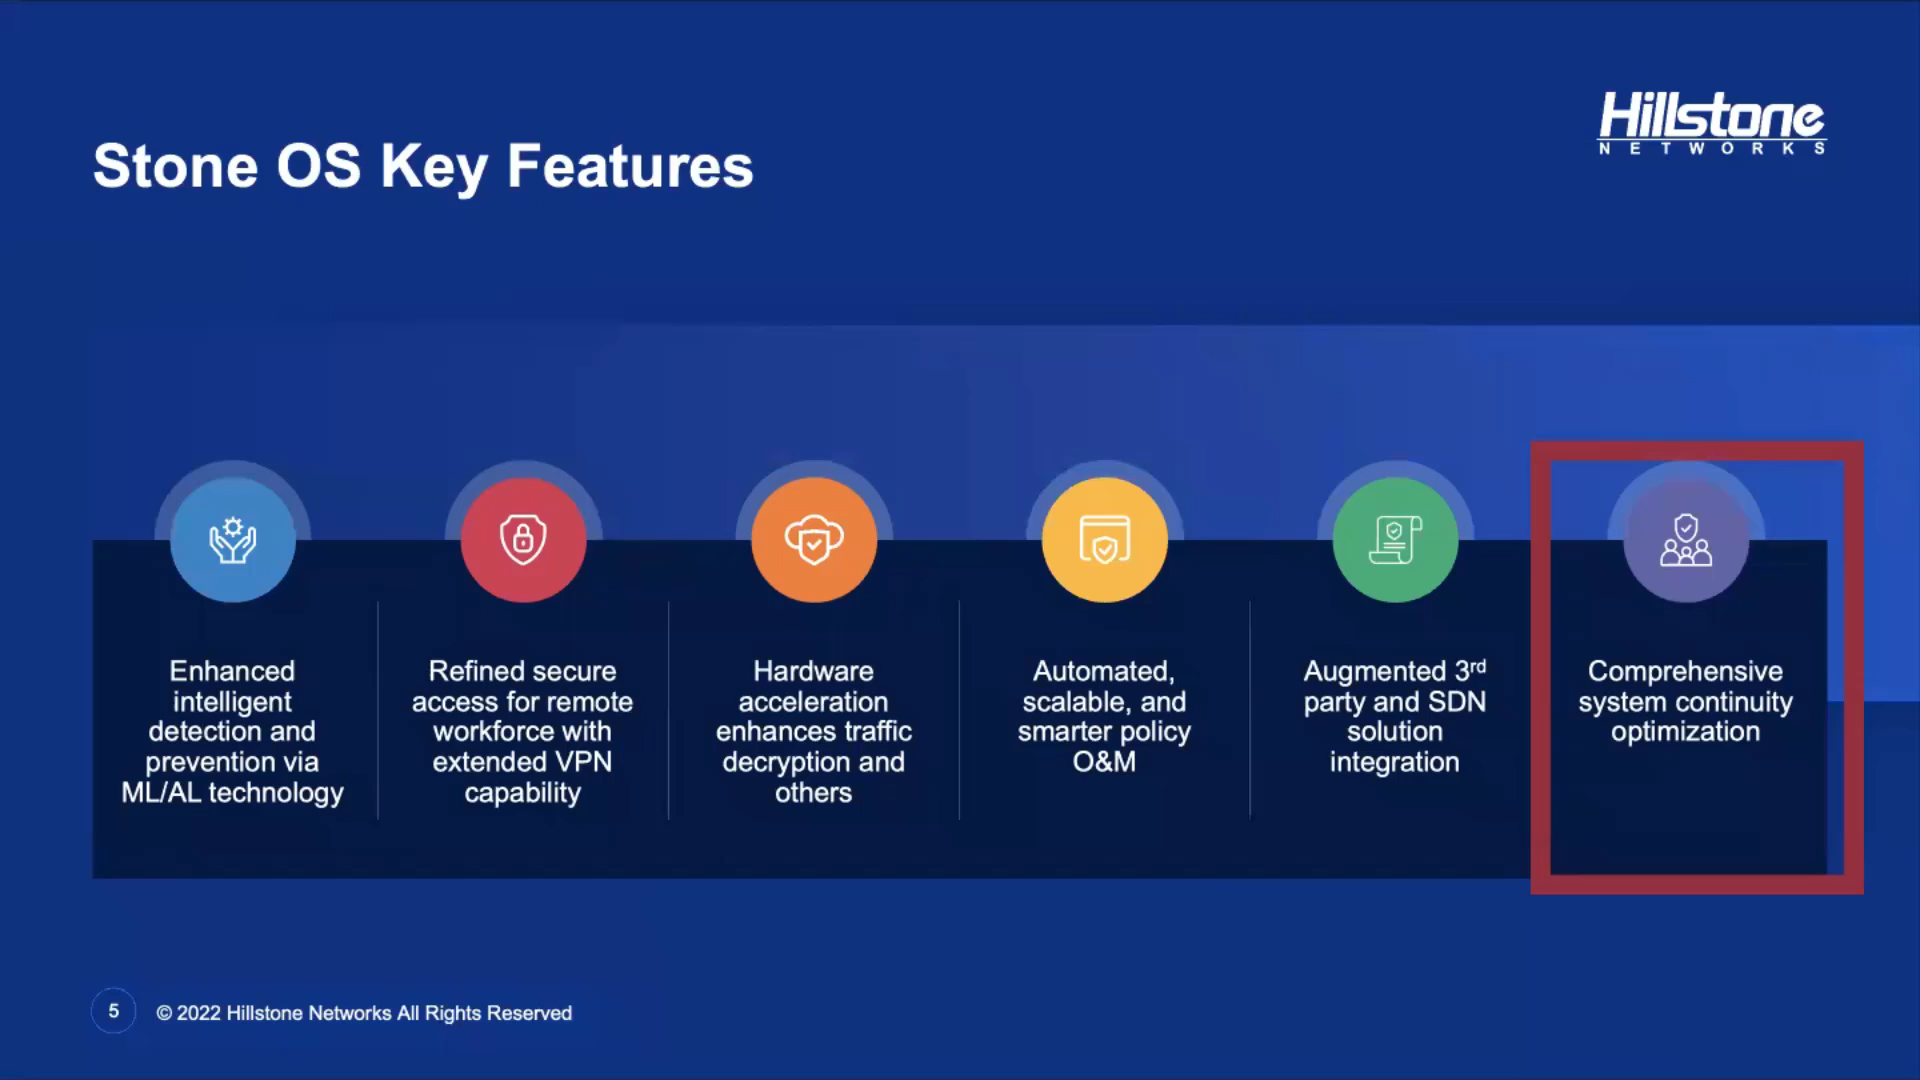 Hillstone
NETWORKS
Stone OS Key Features
Enhanced
intelligent
detection and
prevention via
ML/AL technology
Refined secure
access for remote
workforce with
extended VPN
capability
Hardware
acceleration
enhances traffic
decryption and
others
Automated,
scalable, and
smarter policy
O&M
Augmented 3rd
party and SDN
solution
integration
Comprehensive
system continuity
optimization
5
© 2022 Hillstone Networks All Rights Reserved